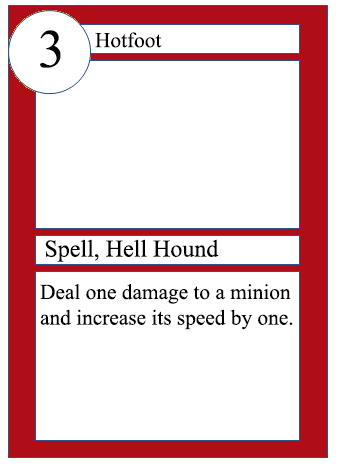 3
Hotfoot
Spell, Hell Hound
Deal one damage to a minion
and increase its speed by one.